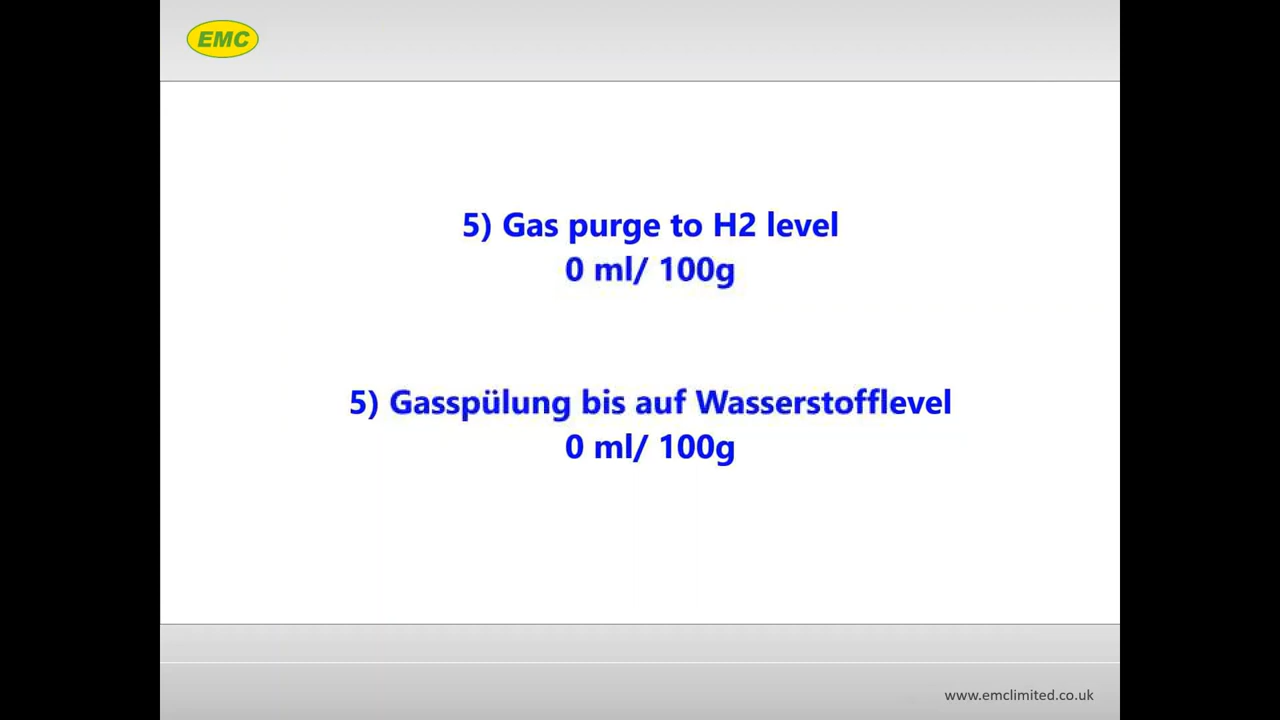 EMC
5) Gas purge to H2 level
0 ml/ 100g
5) Gasspülung bis auf Wasserstofflevel
0 ml/ 100g
www.emclimited.co.uk